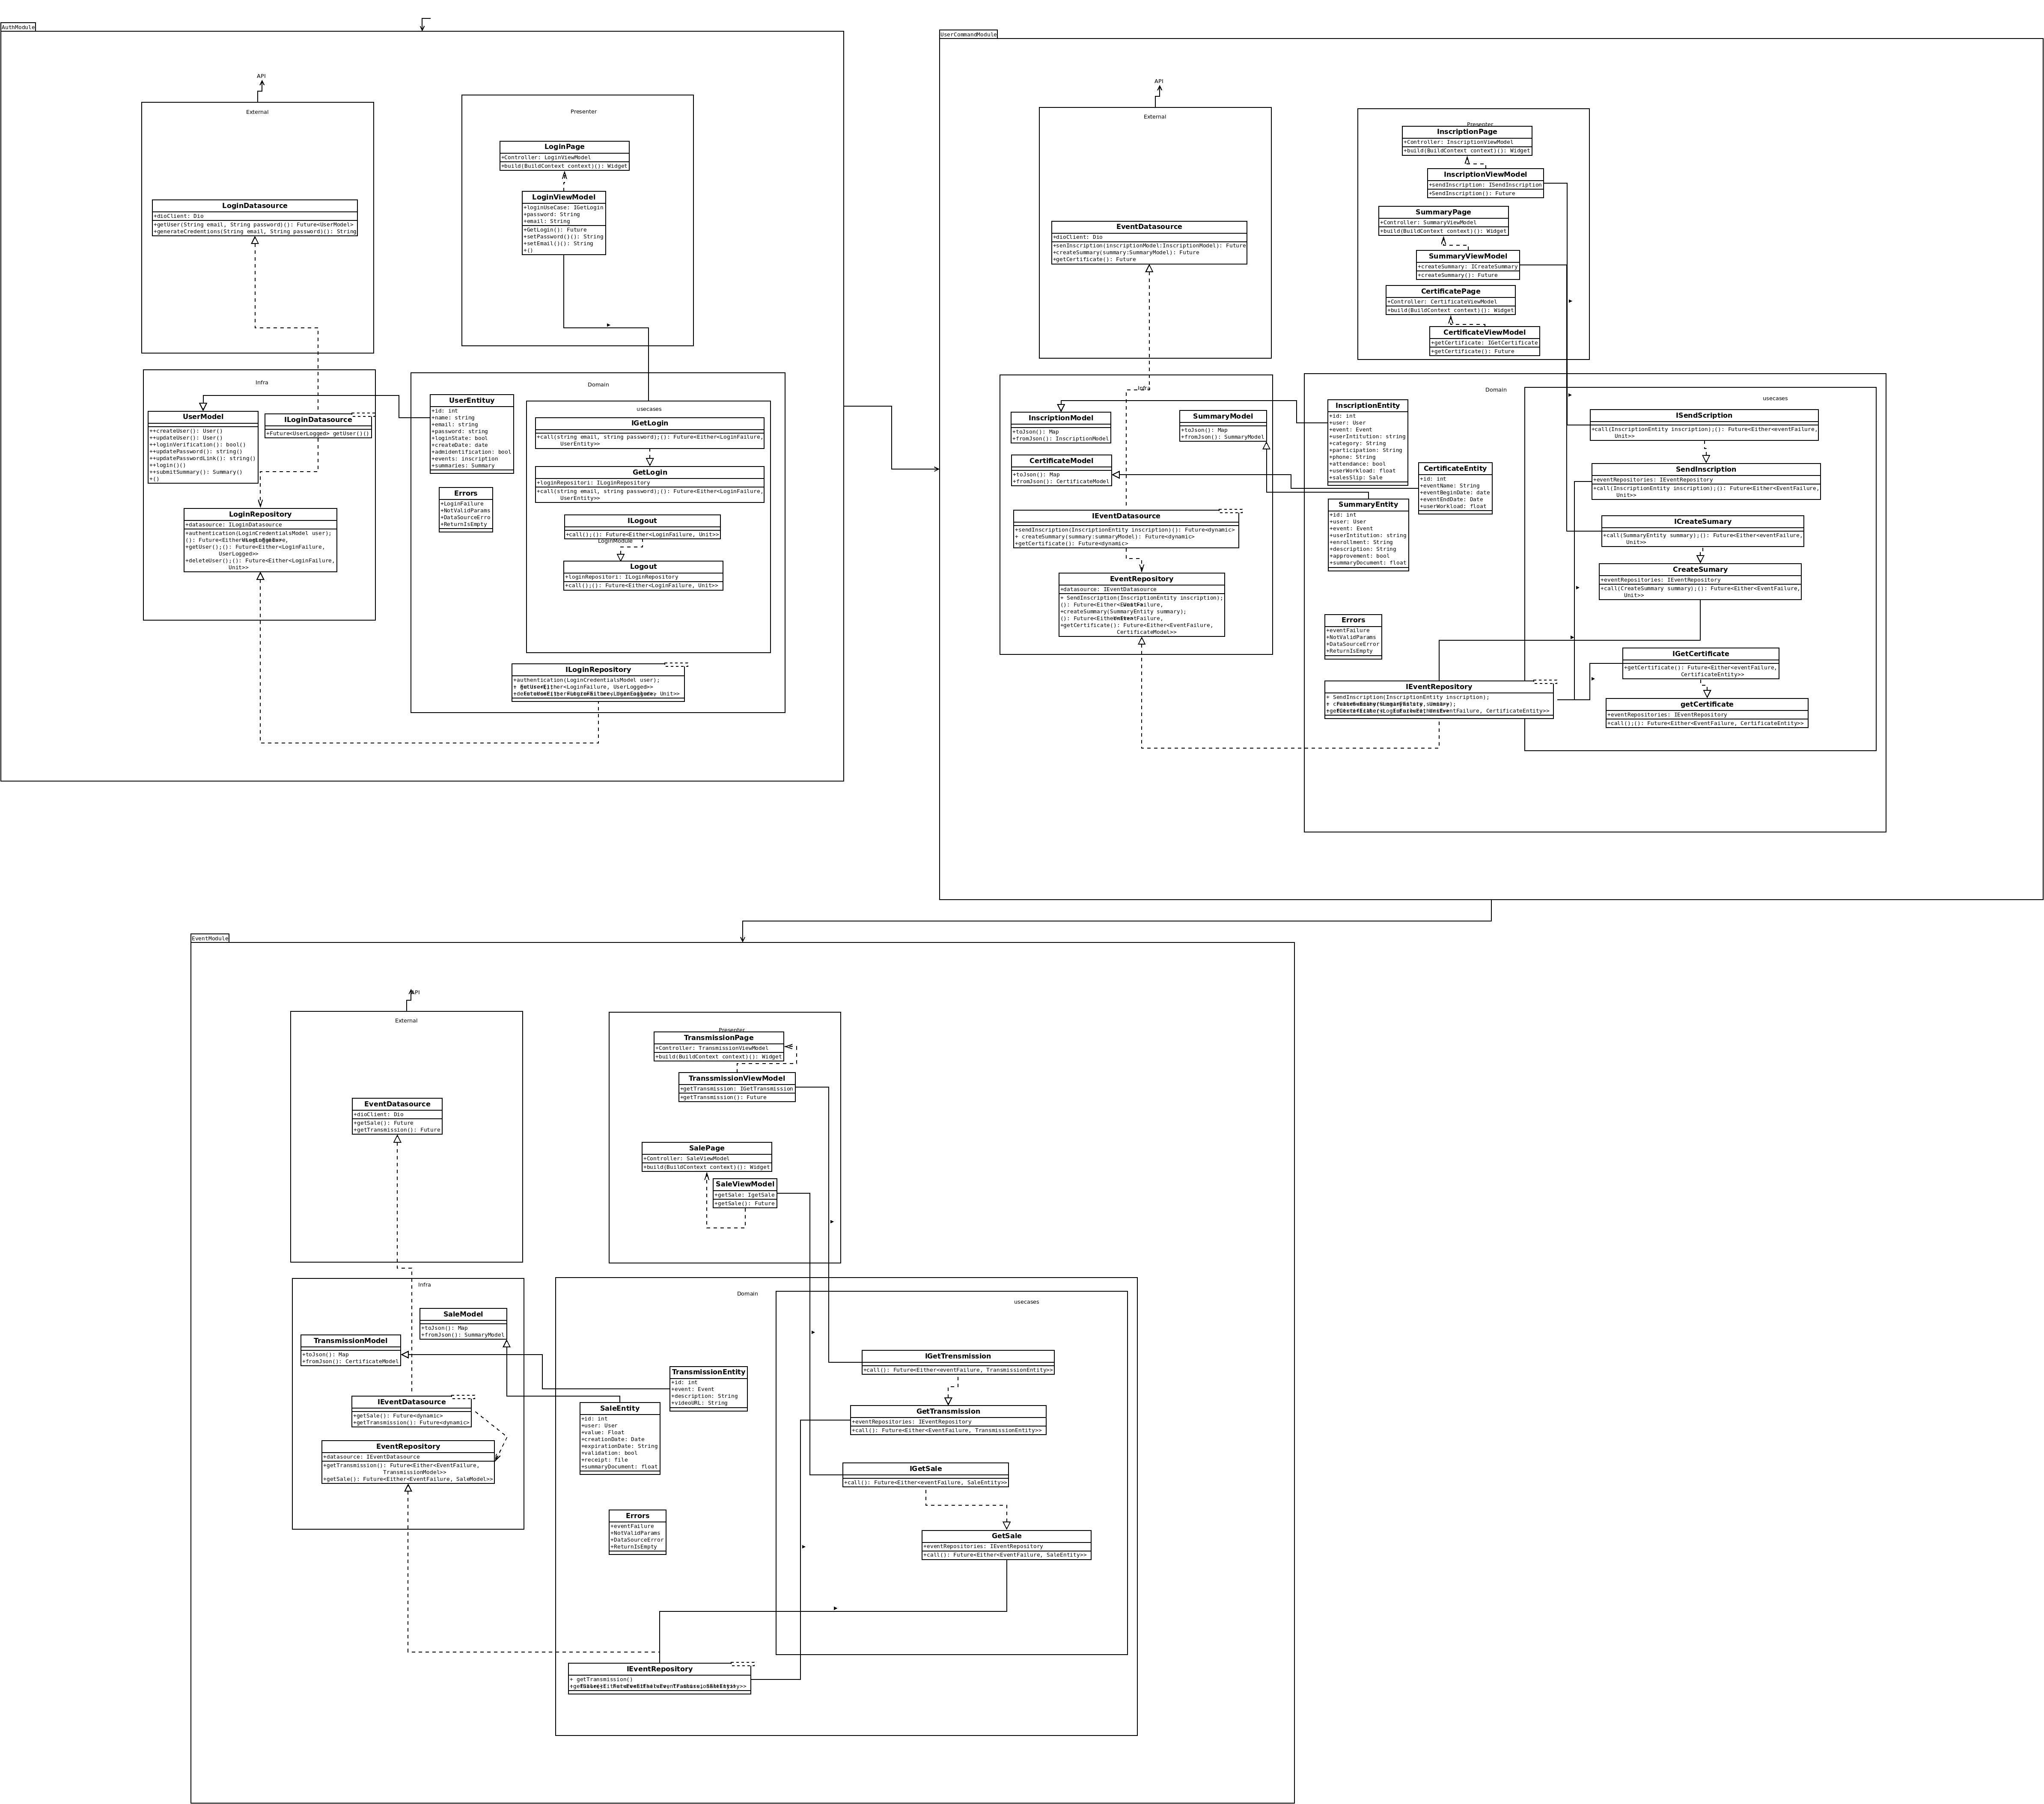 AuthModule
API
External
LoginDatasource
+dioClient: Dio
+getUser(String email, String password)(): Future<UserModel>
+generateCredentions(String email, String password)(): String
Presenter
LoginPage
+Controller: LoginViewModel
+build(BuildContext context)(): Widget
LoginViewModel
+loginUseCase: IGetLogin
+password: String
+email: String
+GetLogin(): Future
+setPassword()(): String
+setEmail()(): String
+()
Infra
UserModel
++createUser(): User()
++updateUser(): User()
++loginVerification(): bool()
++updatePassword(): string()
++updatePasswordLink(): string()
++login()()
++submitSummary(): Summary()
+()
ILoginDatasource
+Future<UserLogged> getUser()()
LoginRepository
+datasource: ILoginDatasource
+authentication(LoginCredentialsModel user);
(): Future<Either<LoginFailure,
+getUser();(): Future<Either<LoginFailure,
UserLogged>>
+deleteUser();(): Future<Either<LoginFailure,
Unit>>
Domain
UserEntituy
+id: int
+name: string
+email: string
+password: string
+loginState: bool
+createDate: date
+admidentification: bool
+events: inscription
+summaries: Summary
Errors
+LoginFailure
+NotValidParams
+DataSourceErro
+ReturnIsEmpty
usecases
IGetLogin
+call(string email, string password);(): Future<Either<LoginFailure,
UserEntity>>
GetLogin
+loginRepositori: ILoginRepository
+call(string email, string password);(): Future<Either<LoginFailure,
UserEntity>>
ILogout
+call();(): Future<Either<LoginFailure, Unit>>
LoginModule
Logout
+loginRepositori: ILoginRepository
+call();(): Future<Either<LoginFailure, Unit>>
ILoginRepository
+authentication(LoginCredentialsModel user);
UserCommandModule
API
External
EventDatasource
+dioClient: Dio
+senInscription(inscriptionModel:InscriptionModel): Future
+createSummary(summary:SummaryModel): Future
+getCertificate(): Future
Presenter
InscriptionPage
+Controller: InscriptionViewModel
+build(BuildContext context)(): Widget
InscriptionViewModel
+sendInscription: ISendInscription
+SendInscription(): Future
SummaryPage
+Controller: SummaryViewModel
+build(BuildContext context)(): Widget
SummaryViewModel
+createSummary: ICreateSummary
+createSummary(): Future
CertificatePage
+Controller: CertificateViewModel
+build(BuildContext context)(): Widget
CertificateViewModel
+getCertificate: IGetCertificate
+getCertificate(): Future
Infra
InscriptionModel
+toJson(): Map
+fromJson(): InscriptionModel
SummaryModel
+toJson(): Map
+fromJson(): SummaryModel
CertificateModel
+toJson(): Map
+fromJson(): CertificateModel
IEventDatasource
+sendInscription(InscriptionEntity inscription)(): Future<dynamic>
+ createSummary(summary:summaryModel): Future<dynamic>
+getCertificate(): Future<dynamic>
EventRepository
+datasource: IEventDatasource
+ SendInscription(InscriptionEntity inscription);
(): Future<Either<EventFailure,
+createSummary(SummaryEntity summary);
(): Future<Either<EventFailure,
+getCertificate(): Future<Either<EventFailure,
CertificateModel>>
Domain
InscriptionEntity
+id: int
+user: User
+event: Event
+userIntitution: string
+category: String
+participation: String
+phone: String
+attendance: bool
+userWorkload: float
+salesSlip: Sale
CertificateEntity
+id: int
+eventName: String
+eventBeginDate: date
+eventEndDate: Date
+userWorkload: float
SummaryEntity
+id: int
+user: User
+event: Event
+userIntitution: string
+enrollment: String
+description: String
+approvement: bool
+summaryDocument: float
Errors
+eventFailure
+NotValidParams
+DataSourceError
+ReturnIsEmpty
IEventRepository
+ SendInscription(InscriptionEntity inscription);
usecases
ISendScription
+call(InscriptionEntity inscription);(): Future<Either<eventFailure,
Unit>>
SendInscription
+eventRepositories: IEventRepository
+call(InscriptionEntity inscription);(): Future<Either<EventFailure,
Unit>>
ICreateSumary
+call(SummaryEntity summary);(): Future<Either<eventFailure,
Unit>>
CreateSumary
+eventRepositories: IEventRepository
+call(CreateSummary summary);(): Future<Either<EventFailure,
Unit>>
IGetCertificate
+getCertificate(): Future<Either<eventFailure,
CertificateEntity>>
getCertificate
+eventRepositories: IEventRepository
+call();(): Future<Either<EventFailure, CertificateEntity>>
EventModule
API
External
EventDatasource
+dioClient: Dio
+getSale(): Future
+getTransmission(): Future
Presenter
TransmissionPage
+Controller: TransmissionViewModel
+build(BuildContext context)(): Widget
TranssmissionViewModel
+getTransmission: IGetTransmission
+getTransmission(): Future
SalePage
+Controller: SaleViewModel
+build(BuildContext context)(): Widget
SaleViewModel
+getSale: IgetSale
+getSale(): Future
Infra
SaleModel
+toJson(): Map
+fromJson(): SummaryModel
TransmissionModel
+toJson(): Map
+fromJson(): CertificateModel
IEventDatasource
+getSale(): Future<dynamic>
+getTransmission(): Future<dynamic>
EventRepository
+datasource: IEventDatasource
+getTransmission(): Future<Either<EventFailure,
TransmissionModel>>
+getSale(): Future<Either<EventFailure, SaleModel>>
Domain
TransmissionEntity
+id: int
+event: Event
+description: String
+videoURL: String
SaleEntity
+id: int
+user: User
+value: Float
+creationDate: Date
+expirationDate: String
+validation: bool
+receipt: file
+summaryDocument: float
Errors
+eventFailure
+NotValidParams
+DataSourceError
+ReturnIsEmpty
usecases
IGetTrensmission
+call(): Future<Either<eventFailure, TransmissionEntity>>
GetTransmission
+eventRepositories: IEventRepository
+call(): Future<Either<EventFailure, TransmissionEntity>>
IGetSale
+call(): Future<Either<eventFailure, SaleEntity>>
GetSale
+eventRepositories: IEventRepository
+call(): Future<Either<EventFailure, SaleEntity>>
IEventRepository
+ getTransmission()